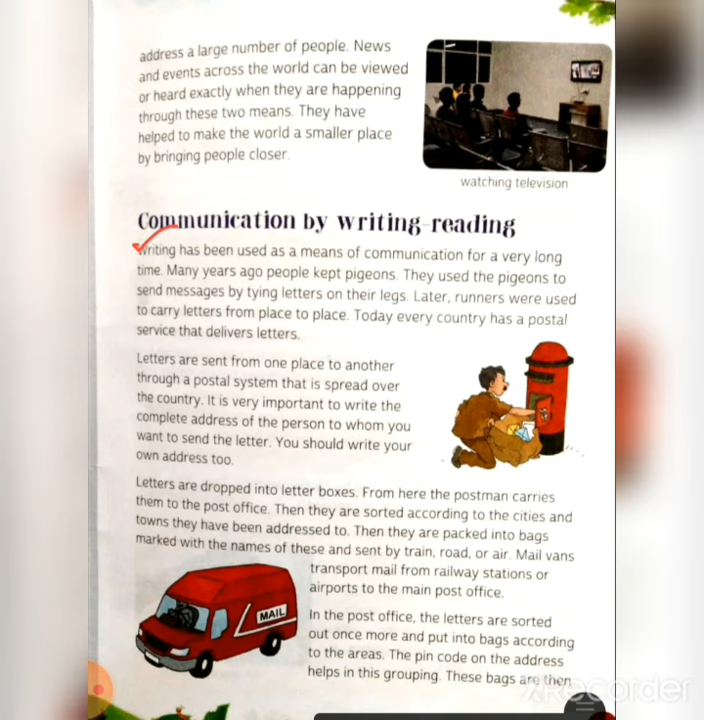 address a large number of people. News
and events across the world can be viewed
or heard exactly when they are happening
through these two means. They have
helped to make the world a smaller place
by bringing people closer.
watching television
Communication by writing-reading
Writing has been used as a means of communication for a very long
time. Many years ago people kept pigeons. They used the pigeons to
send messages by tying letters on their legs. Later, runners were used
to carry letters from place to place. Today every country has a postal
service that delivers letters.
Letters are sent from one place to another
through a postal system that is spread over
the country. It is very important to write the
complete address of the person to whom you
want to send the letter. You should write your
own address too.
Letters are dropped into letter boxes. From here the postman carries
them to the post office. Then they are sorted according to the cities and
towns they have been addressed to. Then they are packed into bags
marked with the names of these and sent by train, road, or air. Mail vans
transport mail from railway stations or
airports to the main post office.
MAIL
In the post office, the letters are sorted
out once more and put into bags according
to the areas. The pin code on the address
helps in this grouping. These bags are then
XRecorder